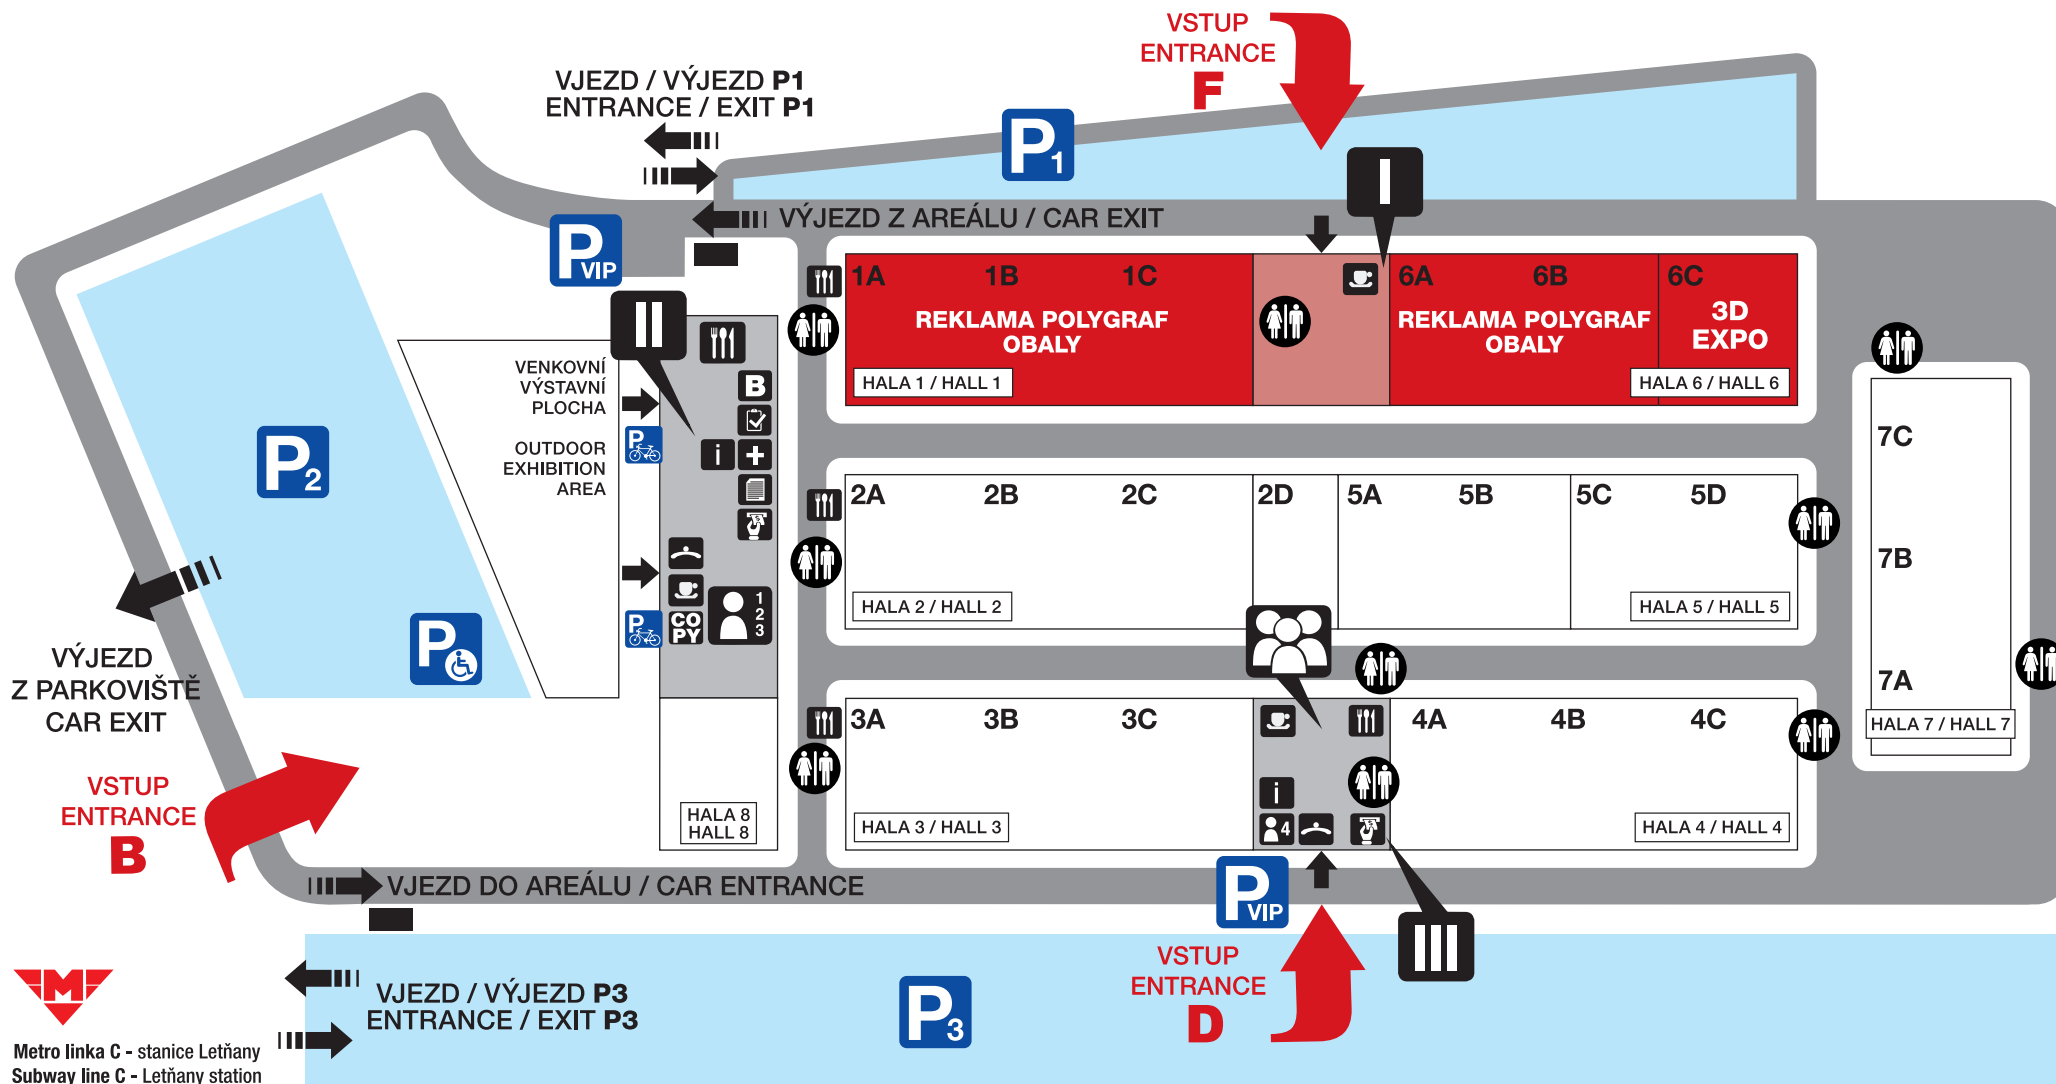 VSTUP
ENTRANCE
F
VJEZD / VÝJEZD P1
ENTRANCE / EXIT P1
P1
I
VÝJEZD Z AREÁLU / CAR EXIT
P VIP
II
1A 1B 1C
REKLAMA POLYGRAF
OBALY
HALA 1 / HALL 1
6A 6B 6C
REKLAMA POLYGRAF
OBALY
3D
EXPO
HALA 6 / HALL 6
VENKOVNÍ
VÝSTAVNÍ
PLOCHA
OUTDOOR
EXHIBITION
AREA
B
P
i
P2
P
P
CO
PY
1
2
3
2A 2B 2C 2D
HALA 2 / HALL 2
5A 5B 5C 5D
HALA 5 / HALL 5
7C
7B
7A
HALA 7 / HALL 7
VÝJEZD
Z PARKOVIŠTĚ
CAR EXIT
3A 3B 3C
HALA 3 / HALL 3
i
4
4A 4B 4C
HALA 4 / HALL 4
HALA 8
HALL 8
VSTUP
ENTRANCE
B
VJEZD DO AREÁLU / CAR ENTRANCE
P VIP
III
VSTUP
ENTRANCE
D
P3
VJEZD / VÝJEZD P3
ENTRANCE / EXIT P3
M
Metro linka C - stanice Letňany
Subway line C - Letňany station